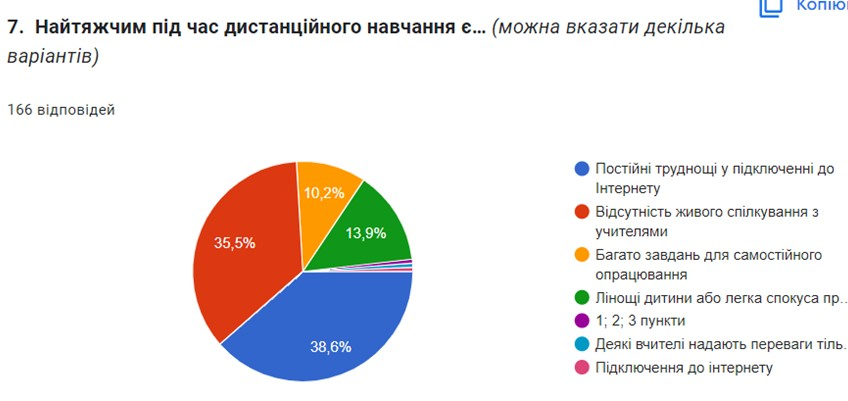 Копію
7. Найтяжчим під час дистанційного навчання є... (можна вказати декілька
варіантів)
166 відповідей
10,2%
13,9%
35,5%
38,6%
Постійні труднощі у підключенні до
Інтернету
Відсутність живого спілкування з
учителями
Багато завдань для самостійного
опрацювання
Лінощі дитини або легка спокуса пр...
1; 2; 3 пункти
Деякі вчителі надають переваги тіль.
Підключення до інтернету